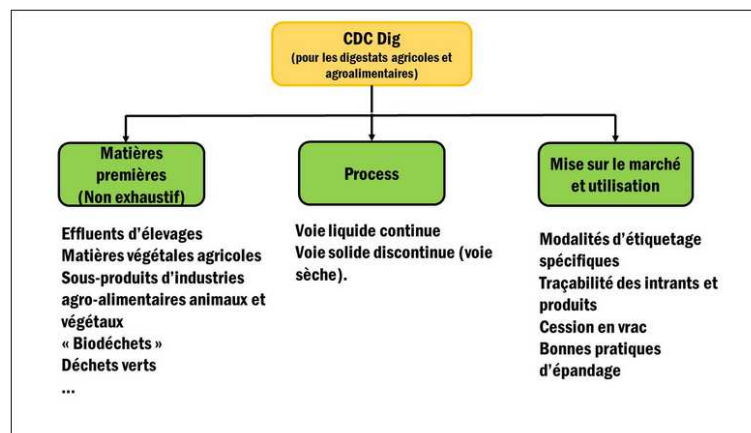 CDC Dig
(pour les digestats agricoles et
agroalimentaires)
Matières
premières
(Non exhaustif)
Effluents d'élevages
Matières végétales agricoles
Sous-produits d'industries
agro-alimentaires animaux et
végétaux
« Biodéchets »
Déchets verts
...
Process
Voie liquide continue
Voie solide discontinue (voie
sèche).
Mise sur le marché
et utilisation
Modalités d'étiquetage
spécifiques
Traçabilité des intrants et
produits
Cession en vrac
Bonnes pratiques
d'épandage